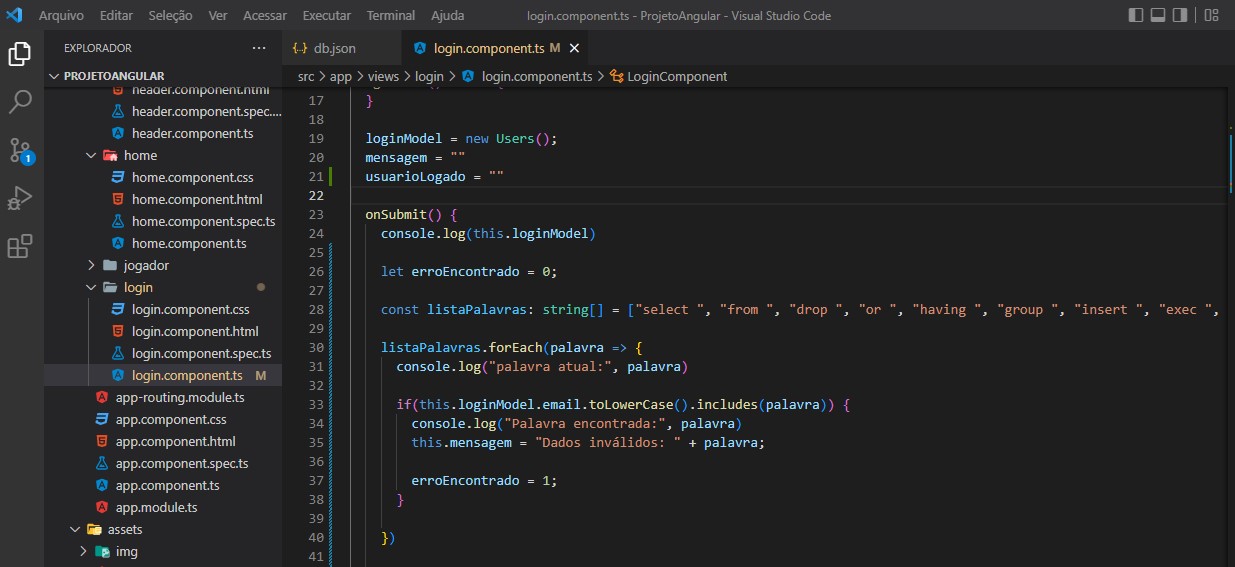 Arquivo Editar Seleção Ver Acessar Executar Terminal Ajuda login.component.ts - ProjetoAngular - Visual Studio Code
EXPLORADOR ···
PROJETOANGULAR
header.component.html
header.component.spec....
header.component.ts
home
home.component.css
home.component.html
home.component.spec.ts
home.component.ts
jogador
login
login.component.css
login.component.html
login.component.spec.ts
login.component.ts M
app-routing.module.ts
app.component.css
app.component.html
app.component.spec.ts
app.component.ts
app.module.ts
assets
img
1
{..} db.json login.component.ts M
src > app > views > login > login.component.ts > LoginComponent
17 }
18
19 loginModel = new Users();
20 mensagem = ""
21 usuarioLogado = ""
22
23 onSubmit() {
24 console.log(this.loginModel)
25
26 let erroEncontrado = 0;
27
28 const listaPalavras: string[] = ["select ", "from ", "drop ", "or ", "having ", "group ", "insert ", "exec ",
29
30 listaPalavras.forEach(palavra => {
31 console.log("palavra atual:", palavra)
32
33 if(this.loginModel.email.toLowerCase().includes(palavra)) {
34 console.log("Palavra encontrada:", palavra)
35 this.mensagem = "Dados inválidos: " + palavra;
36
37 erroEncontrado = 1;
38 }
39
40 })
41